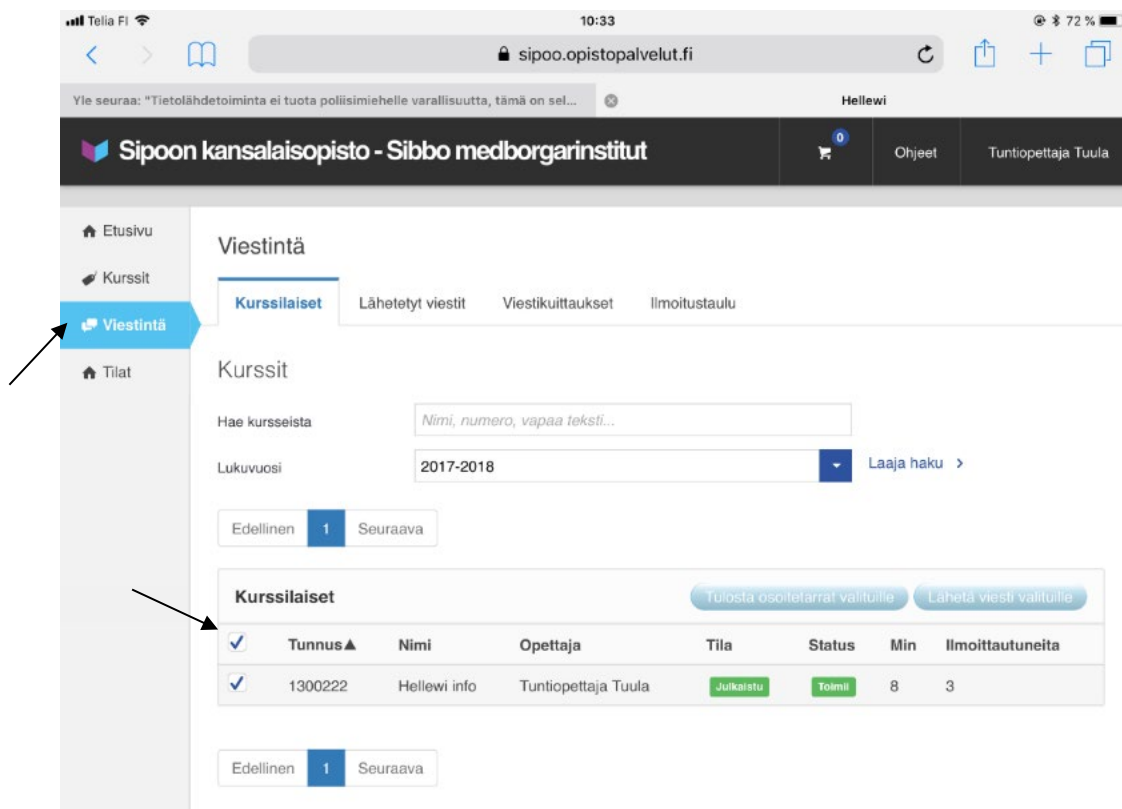 Telia FI 10:33 72 %
sipoo.opistopalvelut.fi
Yle seuraa: "Tietolähdetoiminta ei tuota poliisimiehelle varallisuutta, tämä on sel... Hellewi
Sipoon kansalaisopisto - Sibbo medborgarinstitut 0 Ohjeet Tuntiopettaja Tuula
Etusivu
Kurssit
Viestintä
Tilat
Viestintä
Kurssilaiset Lähetetyt viestit Viestikuittaukset Ilmoitustaulu
Kurssit
Hae kursseista Nimi, numero, vapaa teksti...
Lukuvuosi 2017-2018 Laaja haku >
Edellinen 1 Seuraava
Kurssilaiset Tulosta osoitetarrat valituille Lähetä viesti valituille
Tunnus▲ Nimi Opettaja Tila Status Min Ilmoittautuneita
1300222 Hellewi info Tuntiopettaja Tuula Julkaistu Toimii 8 3
Edellinen 1 Seuraava